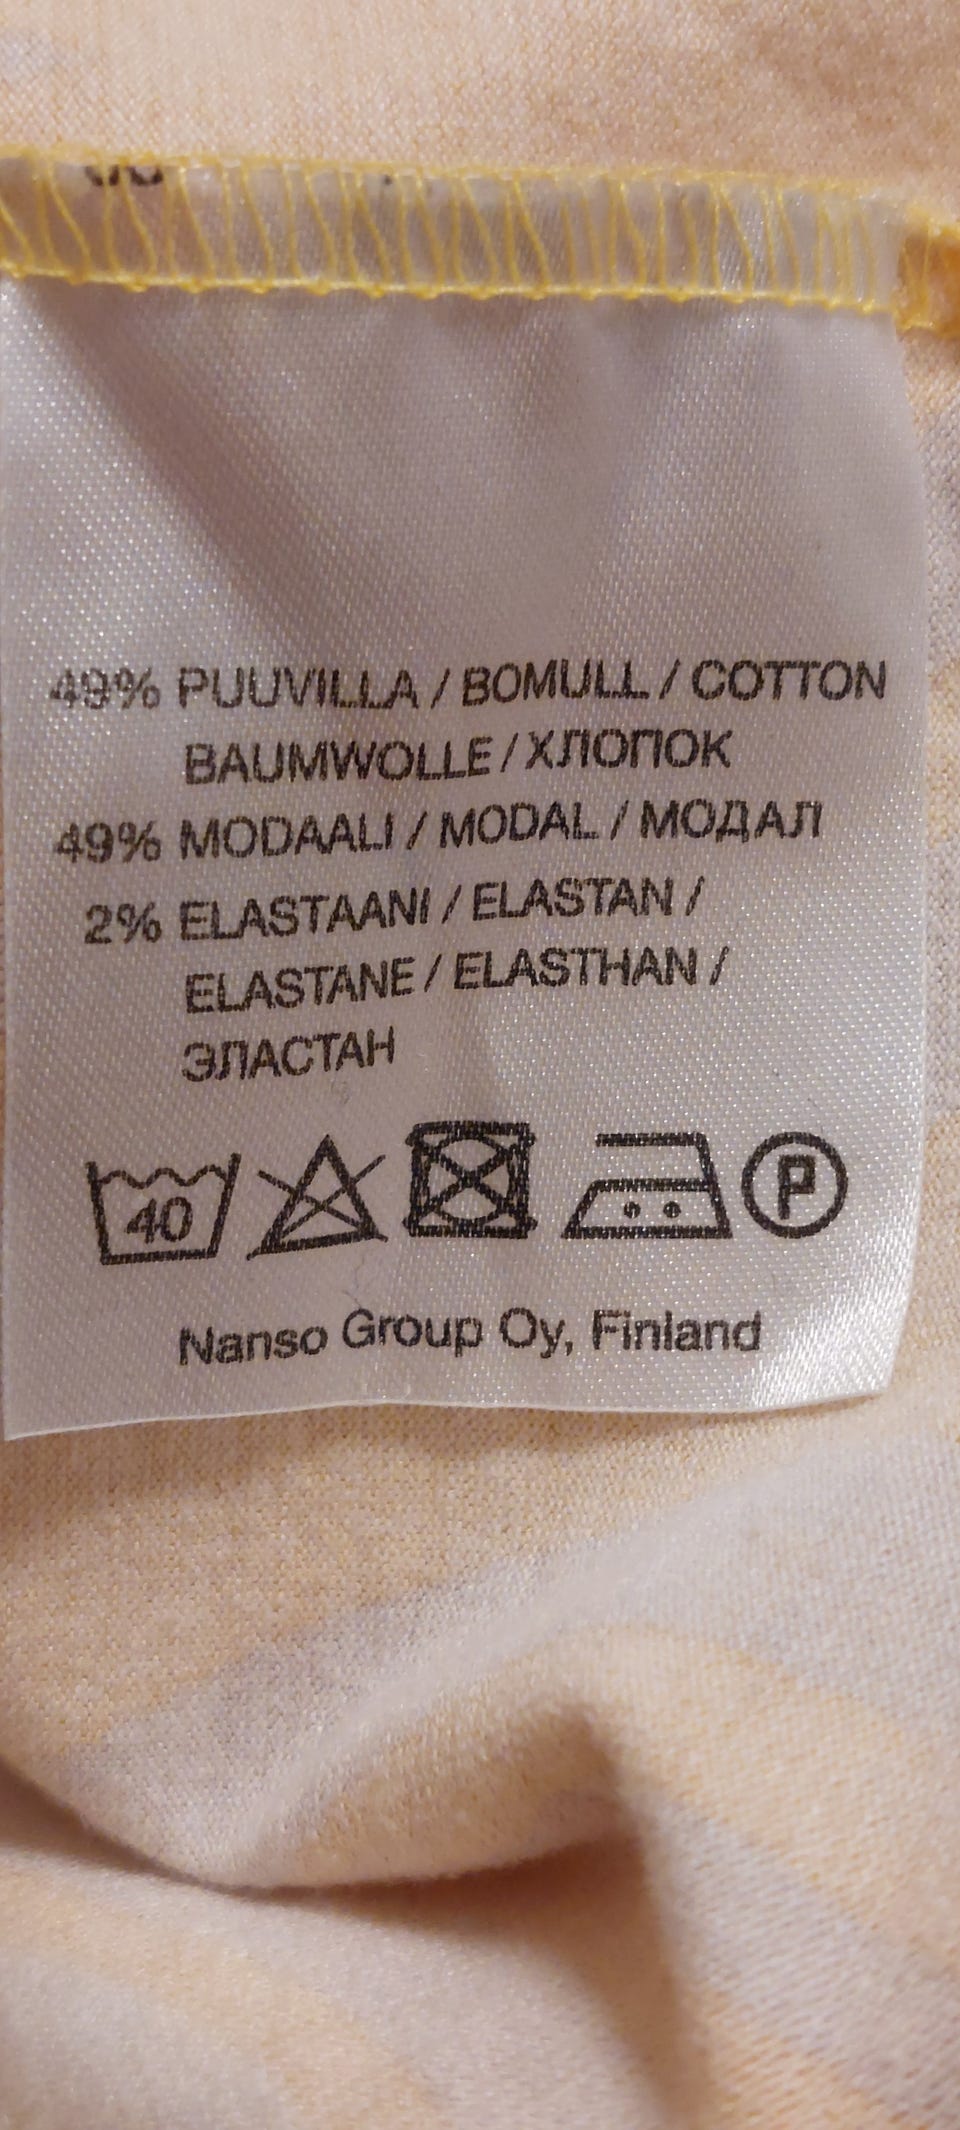 49% PUUVILLA / BOMULL / COTTON
BAUMWOLLE / ХЛОПОК
49% MODAALI / MODAL / МОДАЛ
2% ELASTAANI / ELASTAN /
ELASTANE / ELASTHAN /
ЭЛАСТАН
40 P
Nanso Group Oy, Finland